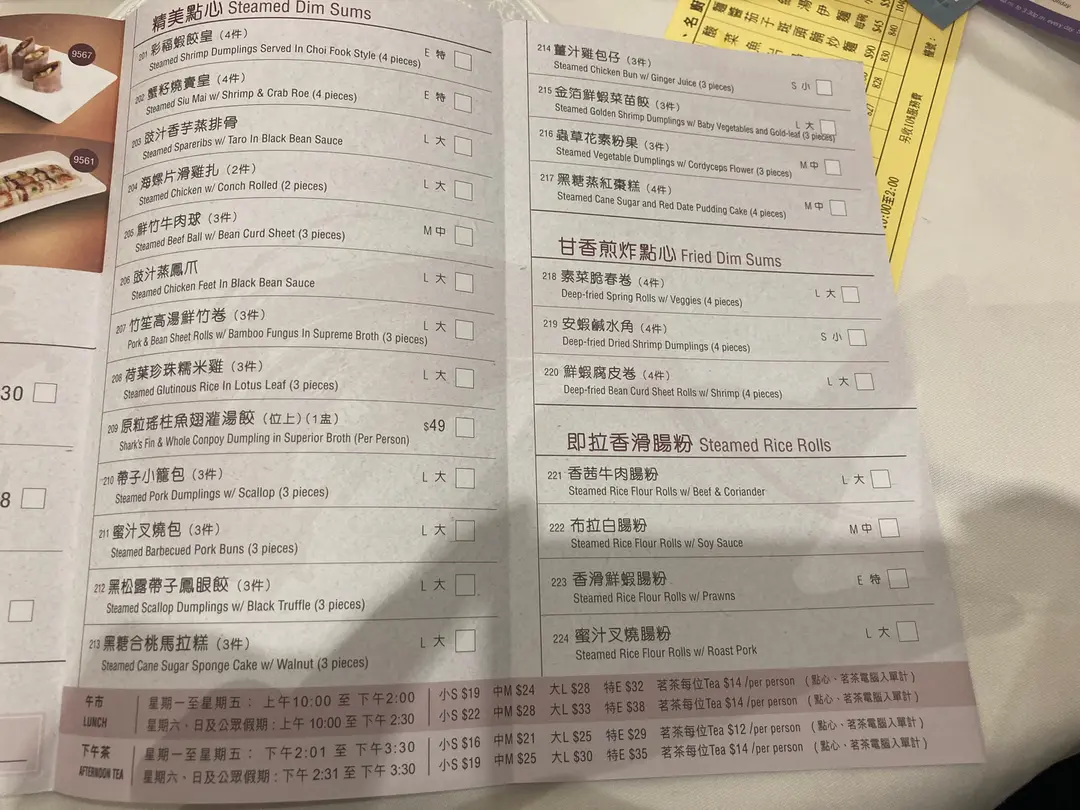 9567
9561
30
8
精美點心 Steamed Dim Sums
201 彩福蝦餃皇 (4件) E 特
Steamed Shrimp Dumplings Served In Choi Fook Style (4 pieces)
202 蟹籽燒賣皇 (4件) E 特
Steamed Siu Mai w/ Shrimp & Crab Roe (4 pieces)
203 豉汁香芋蒸排骨 L 大
Steamed Spareribs w/ Taro In Black Bean Sauce
204 海螺片滑雞扎 (2件) L 大
Steamed Chicken w/ Conch Rolled (2 pieces)
205 鮮竹牛肉球 (3件) M 中
Steamed Beef Ball w/ Bean Curd Sheet (3 pieces)
206 豉汁蒸鳳爪 L 大
Steamed Chicken Feet In Black Bean Sauce
207 竹笙高湯鮮竹卷 (3件) L 大
Pork & Bean Sheet Rolls w/ Bamboo Fungus In Supreme Broth (3 pieces)
208 荷葉珍珠糯米雞 (3件) L 大
Steamed Glutinous Rice In Lotus Leaf (3 pieces)
209 原粒瑤柱魚翅灌湯餃 (位上) (1盅) $49
Shark's Fin & Whole Conpoy Dumpling in Superior Broth (Per Person)
210 帶子小籠包 (3件) L 大
Steamed Pork Dumplings w/ Scallop (3 pieces)
211 蜜汁叉燒包 (3件) L 大
Steamed Barbecued Pork Buns (3 pieces)
212 黑松露帶子鳳眼餃 (3件) L 大
Steamed Scallop Dumplings w/ Black Truffle (3 pieces)
213 黑糖合桃馬拉糕 (3件) L 大
Steamed Cane Sugar Sponge Cake w/ Walnut (3 pieces)
214 薑汁雞包仔 (3件) S 小
Steamed Chicken Bun w/ Ginger Juice (3 pieces)
215 金箔鮮蝦菜苗餃 (3件) L 大
Steamed Golden Shrimp Dumplings w/ Baby Vegetables and Gold-leaf (3 pieces)
216 蟲草花素粉果 (3件) M 中
Steamed Vegetable Dumplings w/ Cordyceps Flower (3 pieces)
217 黑糖蒸紅棗糕 (4件) M 中
Steamed Cane Sugar and Red Date Pudding Cake (4 pieces)
甘香煎炸點心 Fried Dim Sums
218 素菜脆春卷 (4件) L 大
Deep-fried Spring Rolls w/ Veggies (4 pieces)
219 安蝦鹹水角 (4件) S 小
Deep-fried Dried Shrimp Dumplings (4 pieces)
220 鮮蝦腐皮卷 (4件) L 大
Deep-fried Bean Curd Sheet Rolls w/ Shrimp (4 pieces)
即拉香滑腸粉 Steamed Rice Rolls
221 香茜牛肉腸粉 L 大
Steamed Rice Flour Rolls w/ Beef & Coriander
222 布拉白腸粉 M 中
Steamed Rice Flour Rolls w/ Soy Sauce
223 香滑鮮蝦腸粉 E 特
Steamed Rice Flour Rolls w/ Prawns
224 蜜汁叉燒腸粉 L 大
Steamed Rice Flour Rolls w/ Roast Pork
午市
LUNCH
星期一至星期五： 上午10:00 至 下午2:00 小S $19 中M $24 大L $28 特E $32 茗茶每位Tea $14 /per person （點心、茗茶電腦入單計）
星期六、日及公眾假期：上午 10:00 至 下午 2:30 小S $22 中M $28 大L $33 特E $38 茗茶每位Tea $14 /per person （點心、茗茶電腦入單計）
下午茶
AFTERNOON TEA
星期一至星期五： 下午2:01 至 下午3:30 小S $16 中M $21 大L $25 特E $29 茗茶每位Tea $12 /per person （點心、茗茶電腦入單計）
星期六、日及公眾假期：下午 2:31 至 下午 3:30 小S $19 中M $25 大L $30 特E $35 茗茶每位Tea $14 /per person （點心、茗茶電腦入單計）
另收10%服務費
檯號：
10:00至2:00